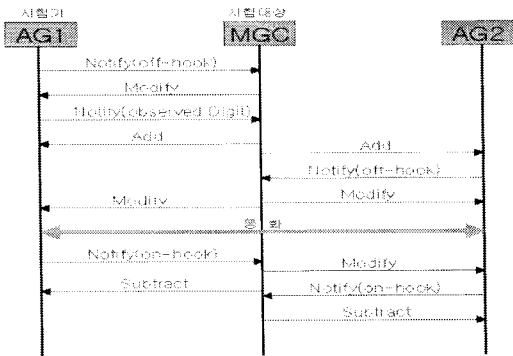 시험기 시험대상
AG1 MGC AG2
Notify(off-hook)
Modify
Notify(observed Digit)
Add
Add
Notify(off-hook)
Modify
Modify
통 화
Notify(on-hook)
Modify
Subtract
Notify(on-hook)
Subtract